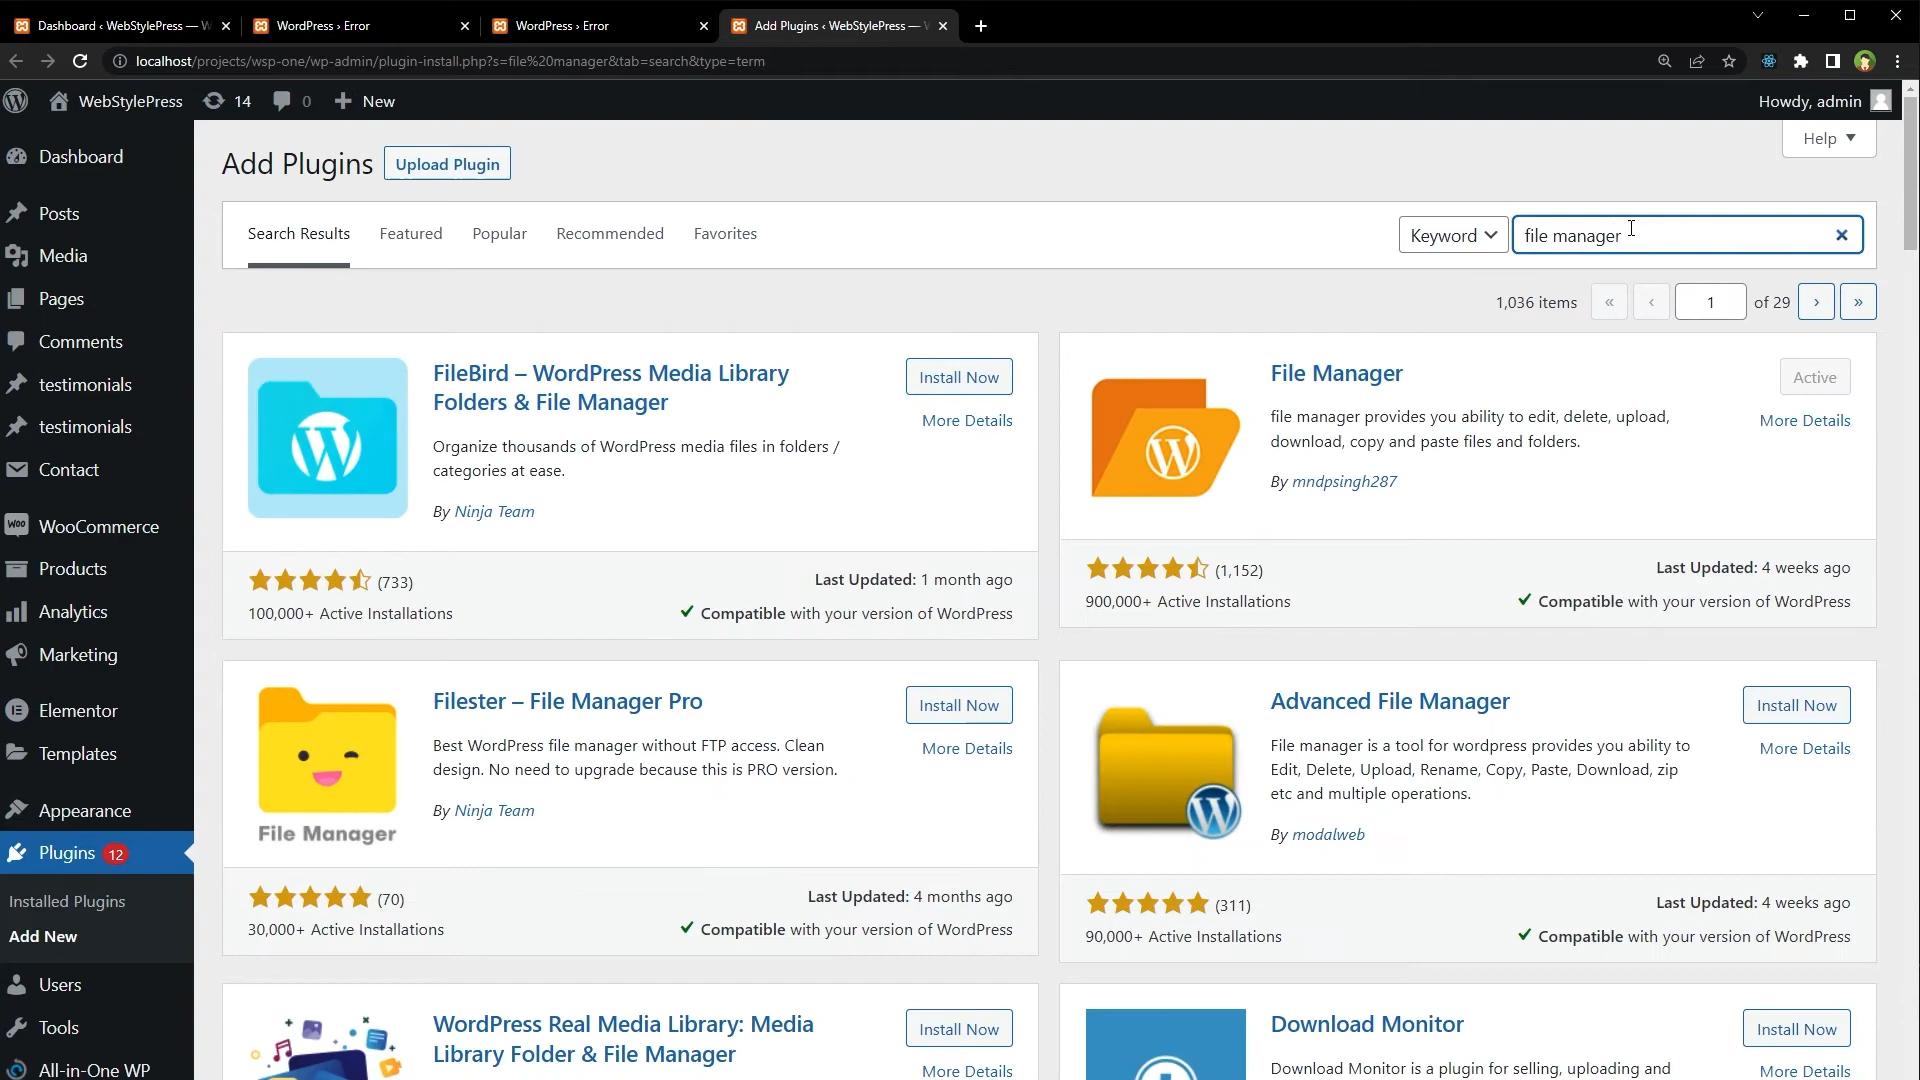 Dashboard ‹ WebStylePress — W
WordPress › Error
WordPress › Error
Add Plugins ‹ WebStylePress —
localhost/projects/wsp-one/wp-admin/plugin-install.php?s=file%20manager&tab=search&type=term
WebStylePress
14
0
New
Howdy, admin
Dashboard
Posts
Media
Pages
Comments
testimonials
testimonials
Contact
WooCommerce
Products
Analytics
Marketing
Elementor
Templates
Appearance
Plugins 12
Installed Plugins
Add New
Users
Tools
All-in-One WP
Help
Add Plugins
Upload Plugin
Search Results
Featured
Popular
Recommended
Favorites
Keyword
file manager
1,036 items
«
‹
1
of 29
›
»
FileBird – WordPress Media Library
Folders & File Manager
Install Now
More Details
Organize thousands of WordPress media files in folders /
categories at ease.
By Ninja Team
(733)
100,000+ Active Installations
Last Updated: 1 month ago
Compatible with your version of WordPress
File Manager
Active
More Details
file manager provides you ability to edit, delete, upload,
download, copy and paste files and folders.
By mndpsingh287
(1,152)
900,000+ Active Installations
Last Updated: 4 weeks ago
Compatible with your version of WordPress
File Manager
Filester – File Manager Pro
Install Now
More Details
Best WordPress file manager without FTP access. Clean
design. No need to upgrade because this is PRO version.
By Ninja Team
(70)
30,000+ Active Installations
Last Updated: 4 months ago
Compatible with your version of WordPress
Advanced File Manager
Install Now
More Details
File manager is a tool for wordpress provides you ability to
Edit, Delete, Upload, Rename, Copy, Paste, Download, zip
etc and multiple operations.
By modalweb
(311)
90,000+ Active Installations
Last Updated: 4 weeks ago
Compatible with your version of WordPress
WordPress Real Media Library: Media
Library Folder & File Manager
Install Now
More Details
Download Monitor
Install Now
More Details
Download Monitor is a plugin for selling, uploading and